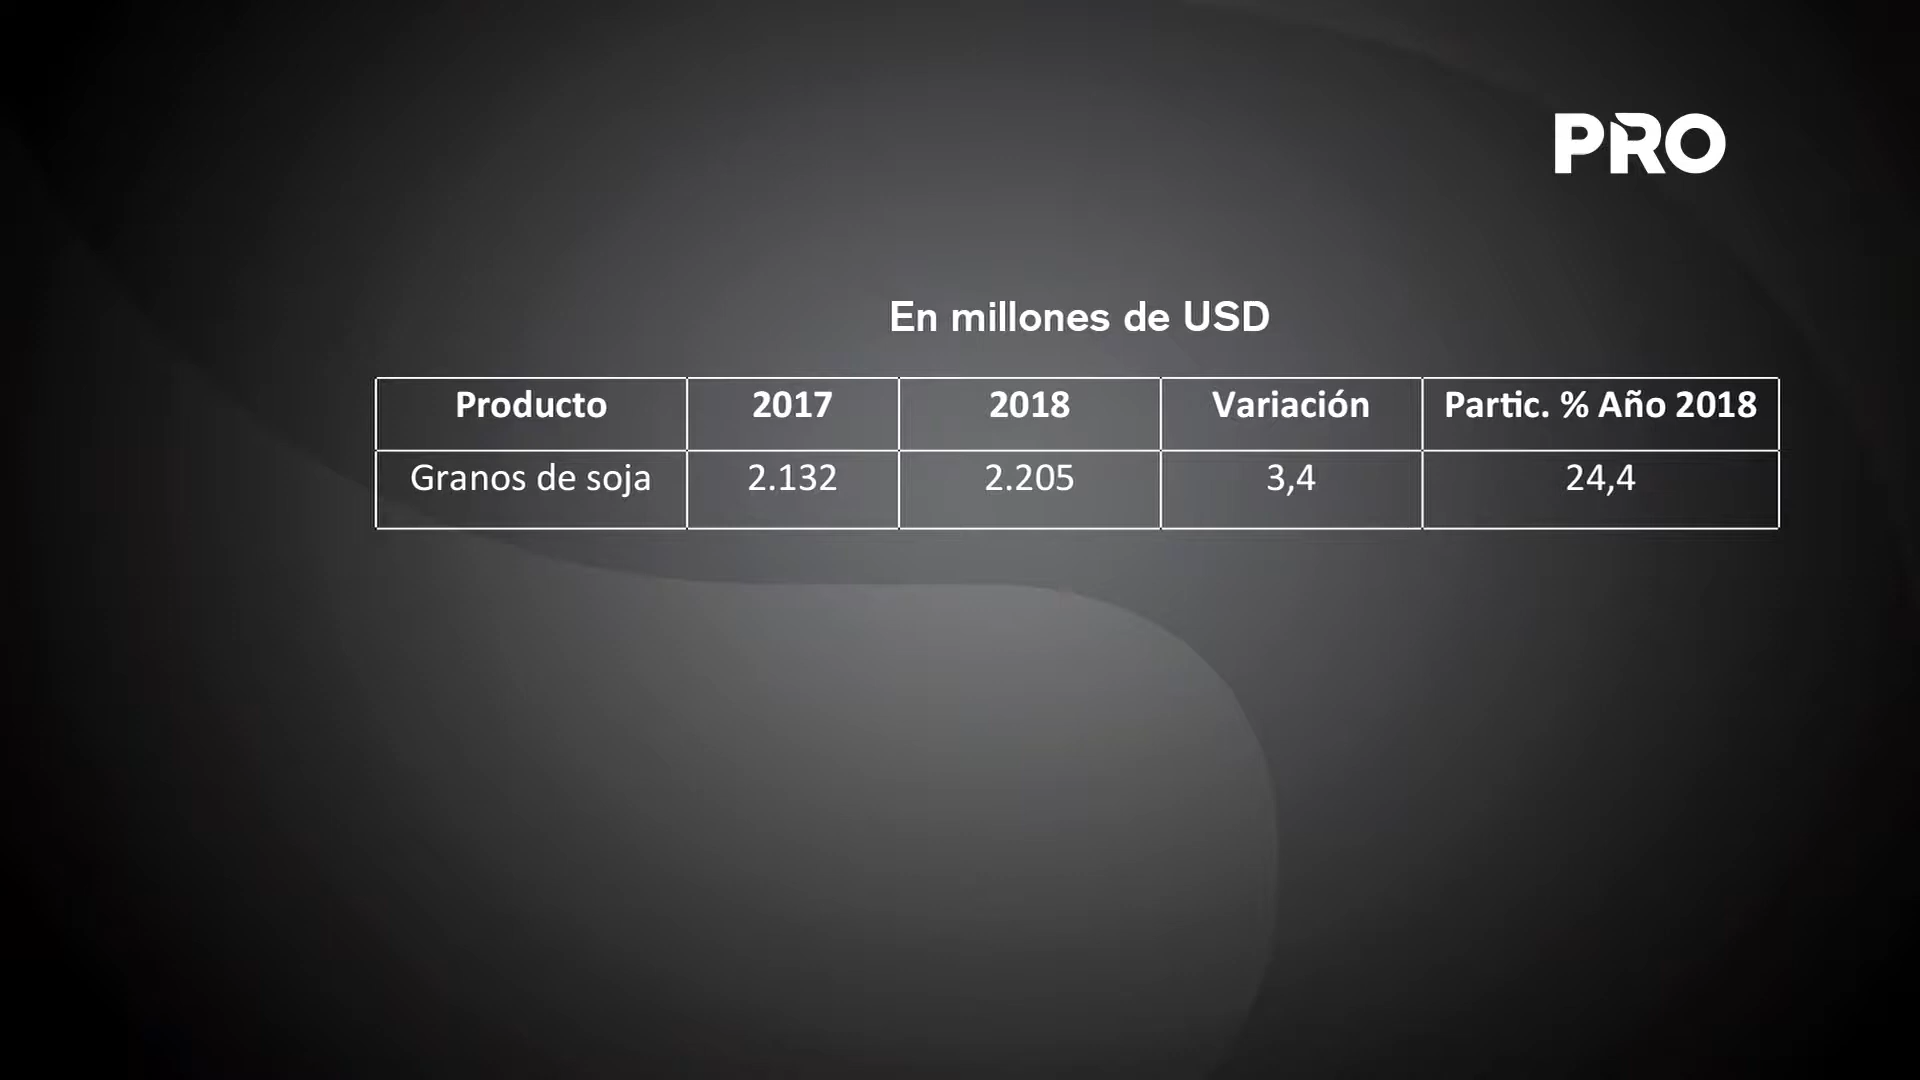 PRO
En millones de USD
Producto 2017 2018 Variación Partic. % Año 2018
Granos de soja 2.132 2.205 3,4 24,4